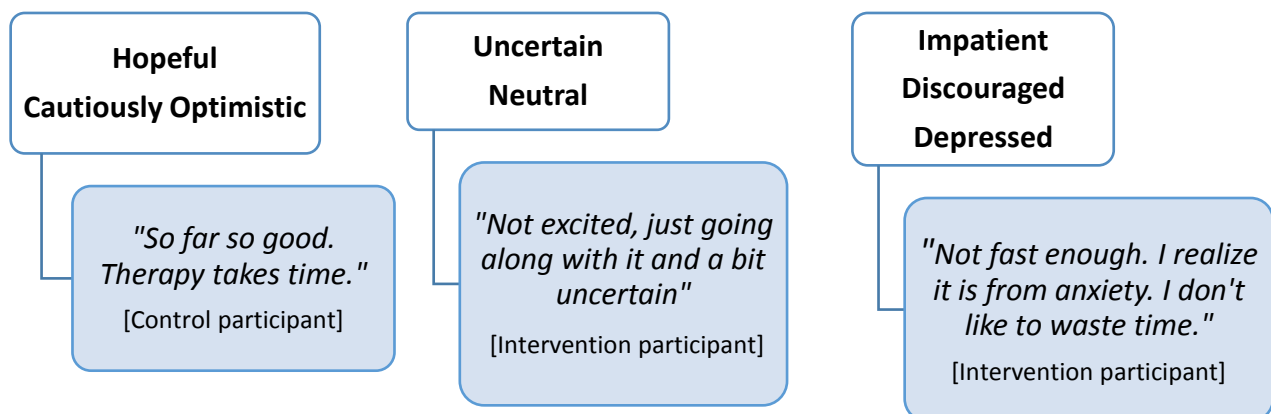 Hopeful
Cautiously Optimistic
"So far so good.
Therapy takes time."
[Control participant]
Uncertain
Neutral
"Not excited, just going
along with it and a bit
uncertain"
[Intervention participant]
Impatient
Discouraged
Depressed
"Not fast enough. I realize
it is from anxiety. I don't
like to waste time."
[Intervention participant]